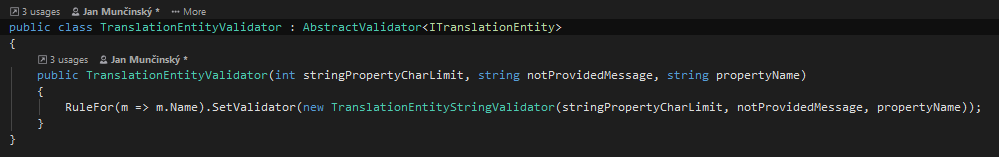 3 usages Jan Munčinský * More
public class TranslationEntityValidator : AbstractValidator<ITranslationEntity>
{
3 usages Jan Munčinský *
public TranslationEntityValidator(int stringPropertyCharLimit, string notProvidedMessage, string propertyName)
{
RuleFor(m => m.Name).SetValidator(new TranslationEntityStringValidator(stringPropertyCharLimit, notProvidedMessage, propertyName));
}
}